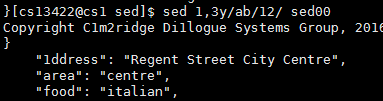 }[cs13422@cs1 sed]$ sed 1,3y/ab/12/ sed00
Copyright C1m2ridge Dillogue Systems Group, 2016
}
"1ddress": "Regent Street City Centre",
"area": "centre",
"food": "italian",